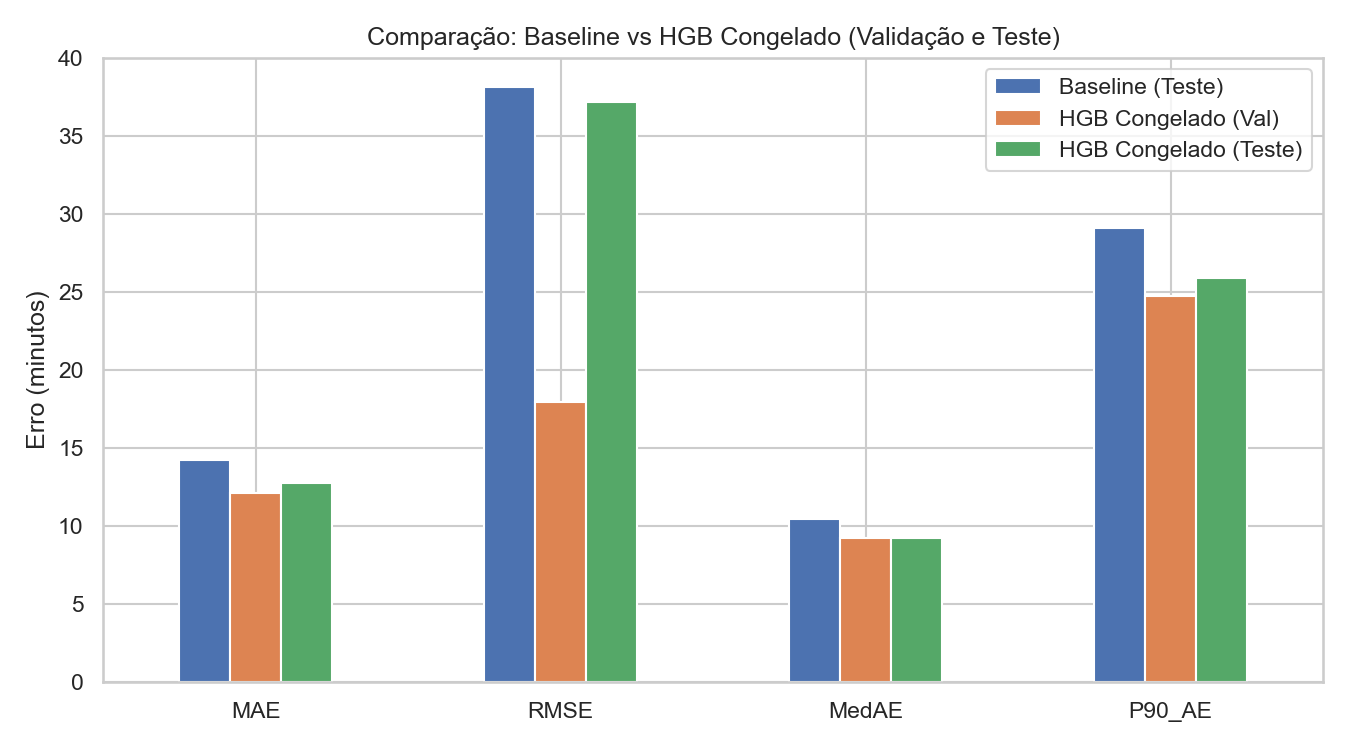 Comparação: Baseline vs HGB Congelado (Validação e Teste)
Baseline (Teste)
HGB Congelado (Val)
HGB Congelado (Teste)
Erro (minutos)
40
35
30
25
20
15
10
5
0
MAE
RMSE
MedAE
P90_AE